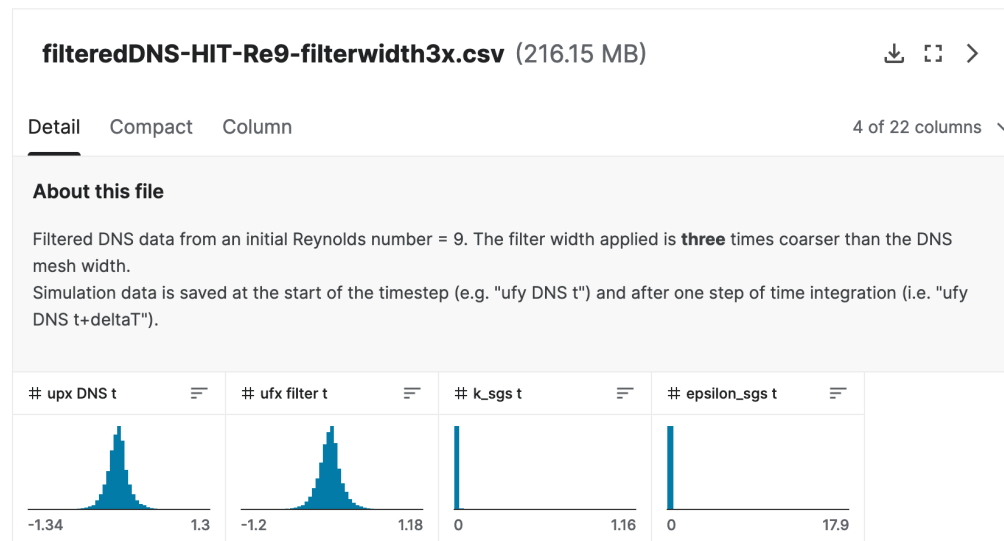 filteredDNS-HIT-Re9-filterwidth3x.csv (216.15 MB)
Detail Compact Column 4 of 22 columns
About this file
Filtered DNS data from an initial Reynolds number = 9. The filter width applied is three times coarser than the DNS
mesh width.
Simulation data is saved at the start of the timestep (e.g. "ufy DNS t") and after one step of time integration (i.e. "ufy
DNS t+deltaT").
# upx DNS t # ufx filter t # k_sgs t # epsilon_sgs t
-1.34 1.3 -1.2 1.18 0 1.16 0 17.9